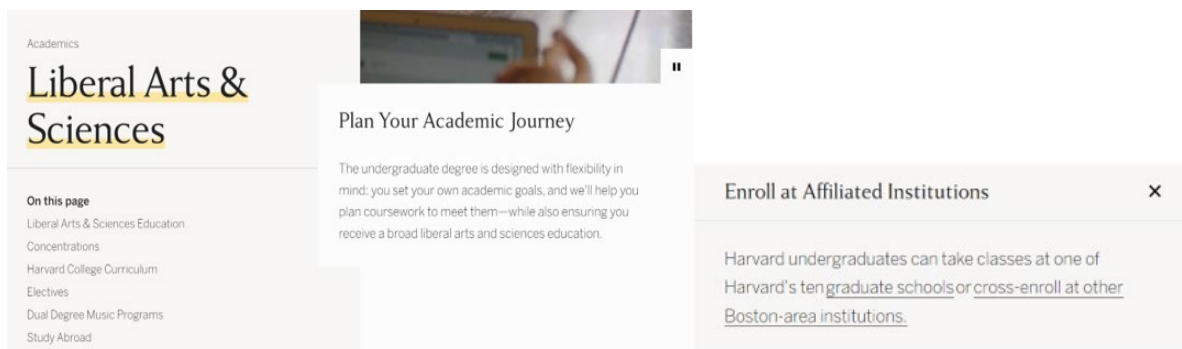 Academics
Liberal Arts &
Sciences
On this page
Liberal Arts & Sciences Education
Concentrations
Harvard College Curriculum
Electives
Dual Degree Music Programs
Study Abroad
Plan Your Academic Journey
The undergraduate degree is designed with flexibility in
mind: you set your own academic goals, and we'll help you
plan coursework to meet them—while also ensuring you
receive a broad liberal arts and sciences education.
Enroll at Affiliated Institutions
Harvard undergraduates can take classes at one of
Harvard's ten graduate schools or cross-enroll at other
Boston-area institutions.